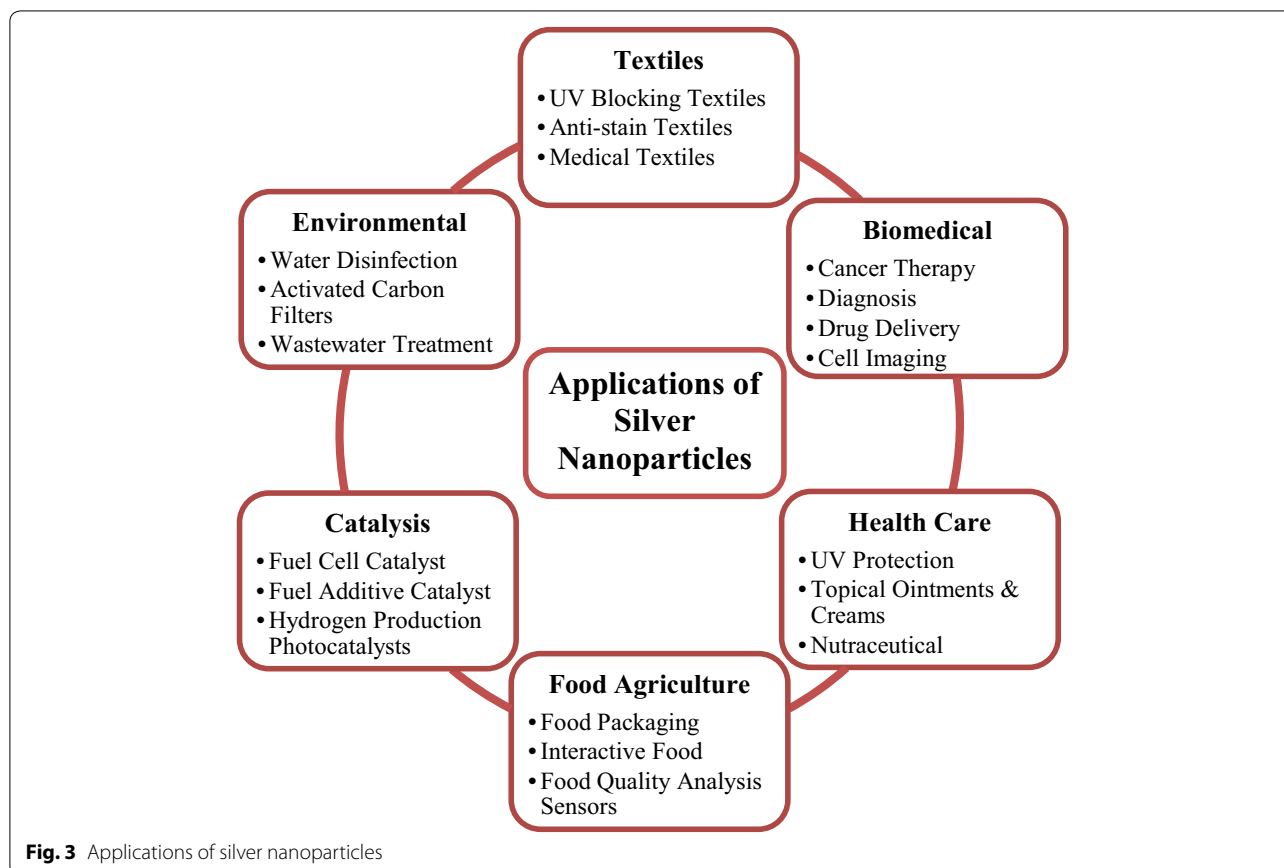 Textiles
• UV Blocking Textiles
• Anti-stain Textiles
• Medical Textiles
Biomedical
• Cancer Therapy
• Diagnosis
• Drug Delivery
• Cell Imaging
Health Care
• UV Protection
• Topical Ointments &
Creams
• Nutraceutical
Food Agriculture
• Food Packaging
• Interactive Food
• Food Quality Analysis
Sensors
Catalysis
• Fuel Cell Catalyst
• Fuel Additive Catalyst
• Hydrogen Production
Photocatalysts
Environmental
• Water Disinfection
• Activated Carbon
Filters
• Wastewater Treatment
Applications of
Silver
Nanoparticles
Fig. 3 Applications of silver nanoparticles